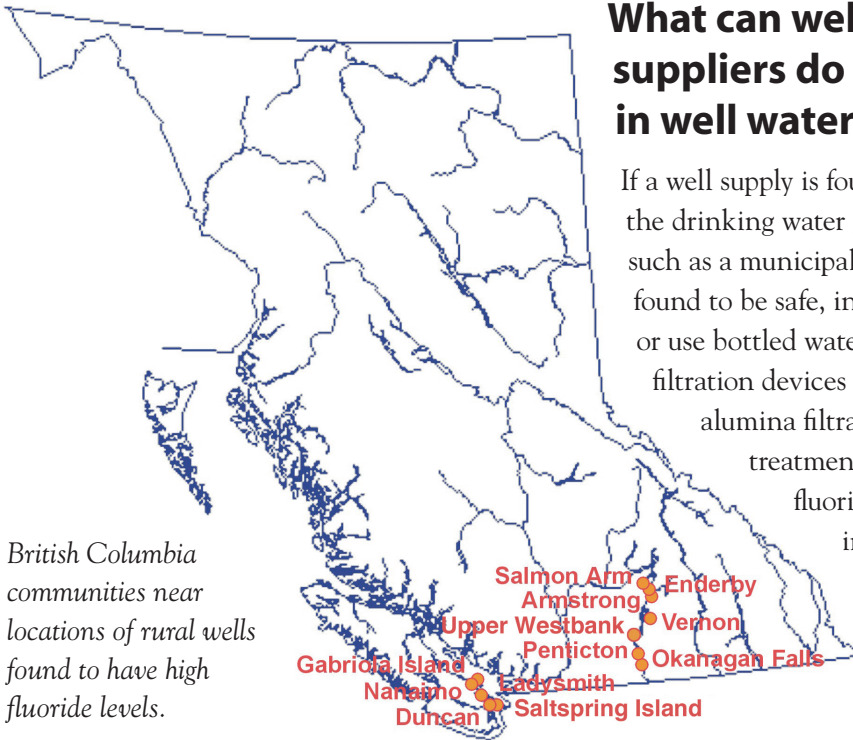 What can wel
suppliers do
in well water
If a well supply is fou
the drinking water
such as a municipal
found to be safe, in
or use bottled wate
filtration devices
alumina filtra
treatmen
fluori
in
British Columbia
communities near
locations of rural wells
found to have high
fluoride levels.
Salmon Arm
Enderby
Armstrong
Upper Westbank
Vernon
Penticton
Okanagan Falls
Gabriola Island
Ladysmith
Nanaimo
Duncan
Saltspring Island